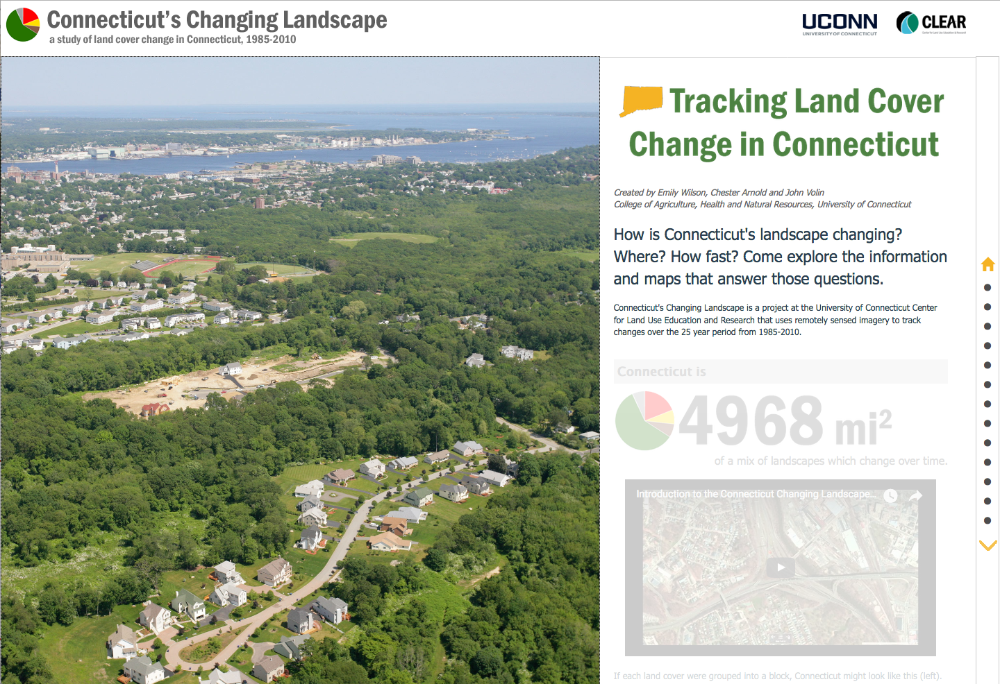 Connecticut's Changing Landscape
a study of land cover change in Connecticut, 1985-2010
UCONN
UNIVERSITY OF CONNECTICUT
CLEAR
Center for Land Use Education & Research
Tracking Land Cover
Change in Connecticut
Created by Emily Wilson, Chester Arnold and John Volin
College of Agriculture, Health and Natural Resources, University of Connecticut
How is Connecticut's landscape changing?
Where? How fast? Come explore the information
and maps that answer those questions.
Connecticut's Changing Landscape is a project at the University of Connecticut Center
for Land Use Education and Research that uses remotely sensed imagery to track
changes over the 25 year period from 1985-2010.
Connecticut is
4968 mi²
of a mix of landscapes which change over time.
Introduction to the Connecticut Changing Landscape...
If each land cover were grouped into a block, Connecticut might look like this (left).